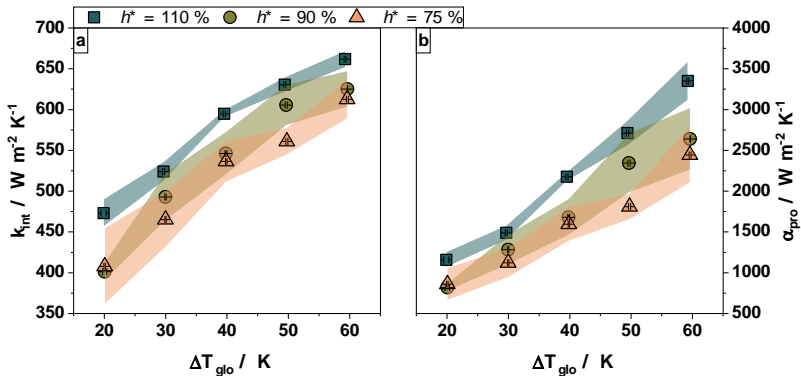 h* = 110 % h* = 90 % h* = 75 %
a
b
700
650
600
550
500
450
400
350
k_int / W m⁻² K⁻¹
20 30 40 50 60
ΔT_glo / K
20 30 40 50 60
ΔT_glo / K
4000
3500
3000
2500
2000
1500
1000
500
α_pro / W m⁻² K⁻¹